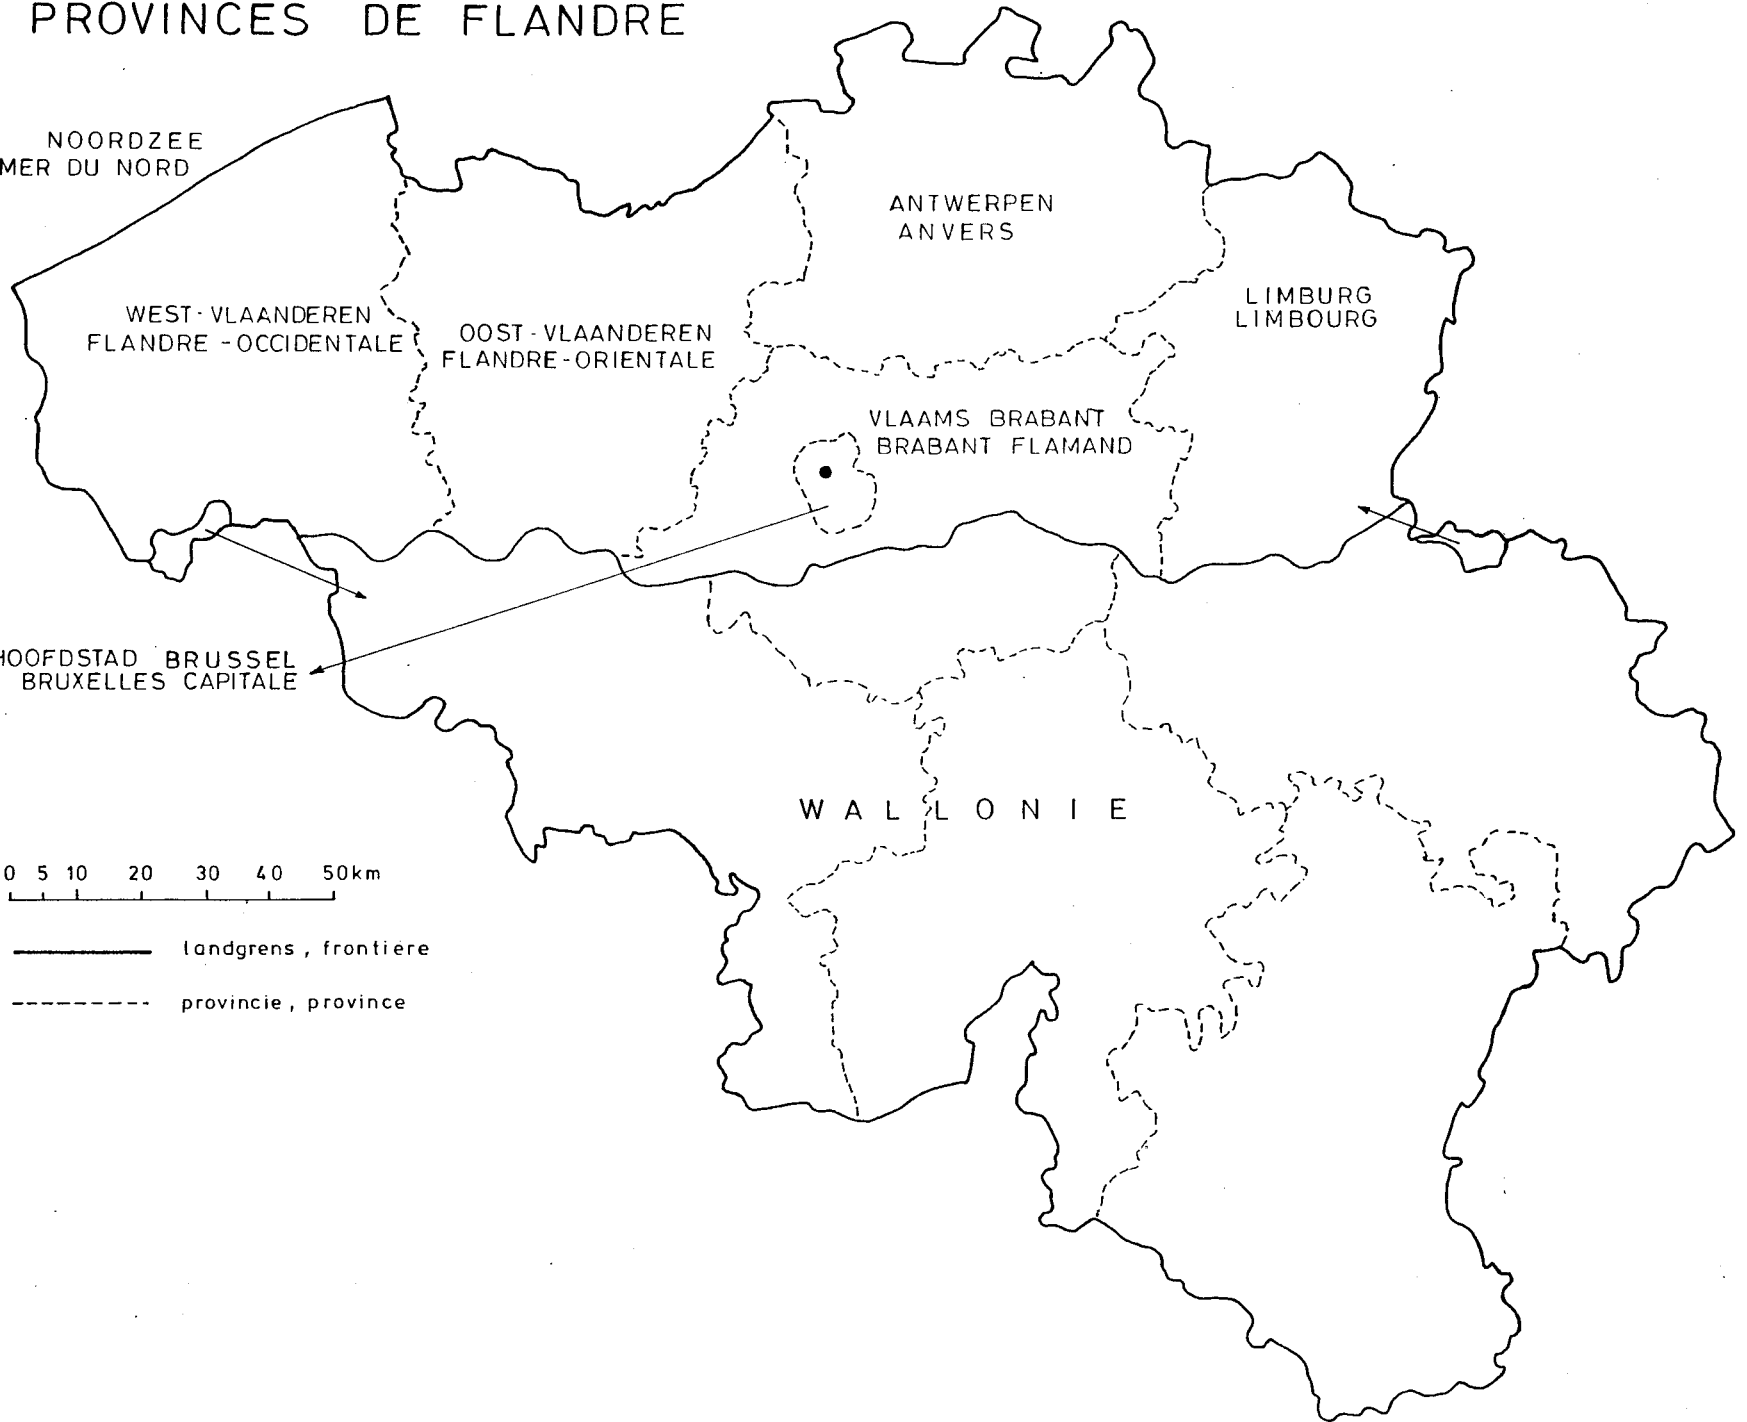 PROVINCES DE FLANDRE
NOORDZEE
MER DU NORD
ANTWERPEN
ANVERS
LIMBURG
LIMBOURG
WEST-VLAANDEREN
FLANDRE-OCCIDENTALE
OOST-VLAANDEREN
FLANDRE-ORIENTALE
VLAAMS BRABANT
BRABANT FLAMAND
HOOFDSTAD BRUSSEL
BRUXELLES CAPITALE
WALLONIE
0 5 10 20 30 40 50km
landgrens, frontière
provincie, province